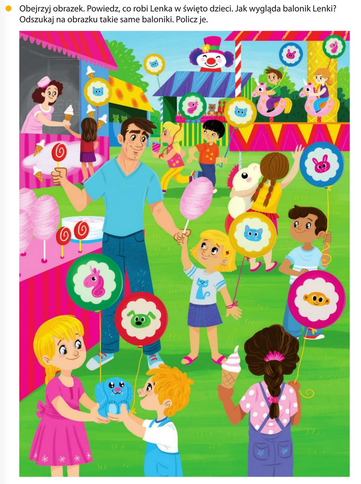 Obejrzyj obrazek. Powiedz, co robi Lenka w święto dzieci. Jak wygląda balonik Lenki?
Odszukaj na obrazku takie same baloniki. Policz je.